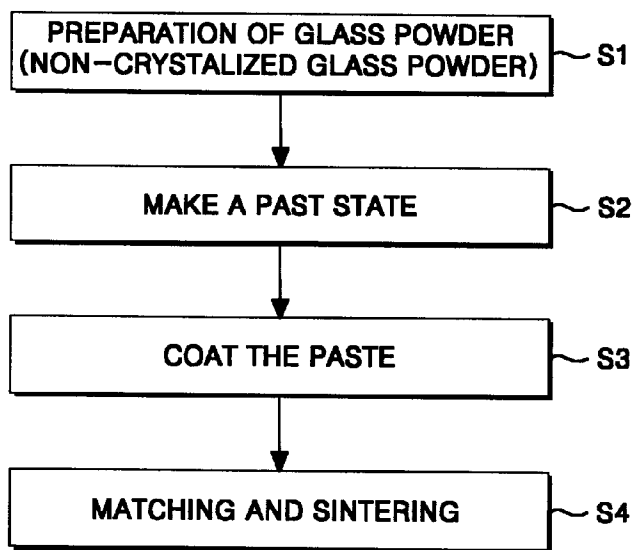 PREPARATION OF GLASS POWDER
(NON-CRYSTALIZED GLASS POWDER)
S1
MAKE A PAST STATE
S2
COAT THE PASTE
S3
MATCHING AND SINTERING
S4